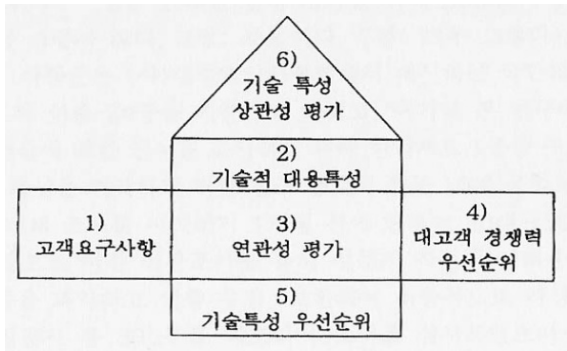 6)
기술 특성
상관성 평가
2)
기술적 대용특성
1)
고객요구사항
3)
연관성 평가
4)
대고객 경쟁력
우선순위
5)
기술특성 우선순위